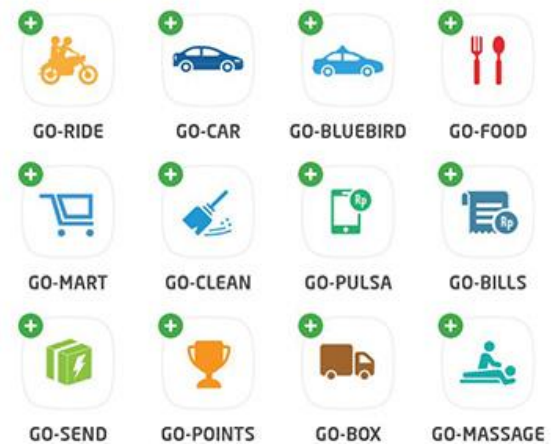 GO-RIDE GO-CAR GO-BLUEBIRD GO-FOOD
Rp Rp
GO-MART GO-CLEAN GO-PULSA GO-BILLS
GO-SEND GO-POINTS GO-BOX GO-MASSAGE